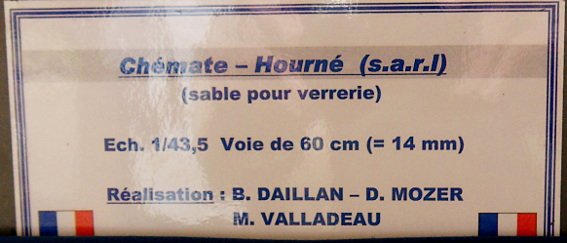 Chémate – Hourné (s.a.r.l)
(sable pour verrerie)
Ech. 1/43,5 Voie de 60 cm (= 14 mm)
Réalisation : B. DAILLAN – D. MOZER
M. VALLADEAU